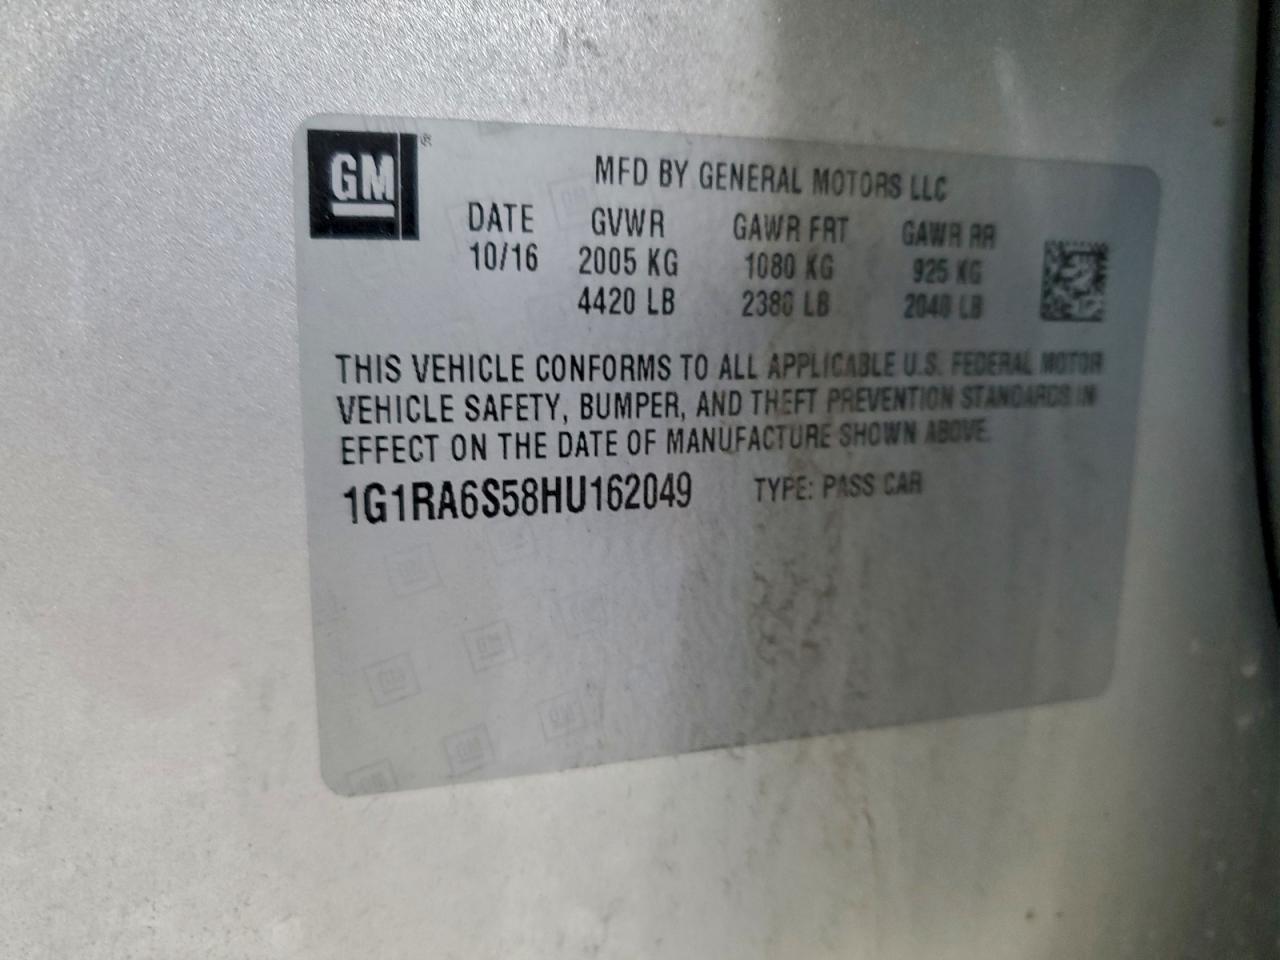 GM
MFD BY GENERAL MOTORS LLC
DATE GVWR GAWR FRT GAWR RR
10/16 2005 KG 1080 KG 925 KG
4420 LB 2380 LB 2040 LB
THIS VEHICLE CONFORMS TO ALL APPLICABLE U.S. FEDERAL MOTOR
VEHICLE SAFETY, BUMPER, AND THEFT PREVENTION STANDARDS IN
EFFECT ON THE DATE OF MANUFACTURE SHOWN ABOVE.
1G1RA6S58HU162049 TYPE: PASS CAR